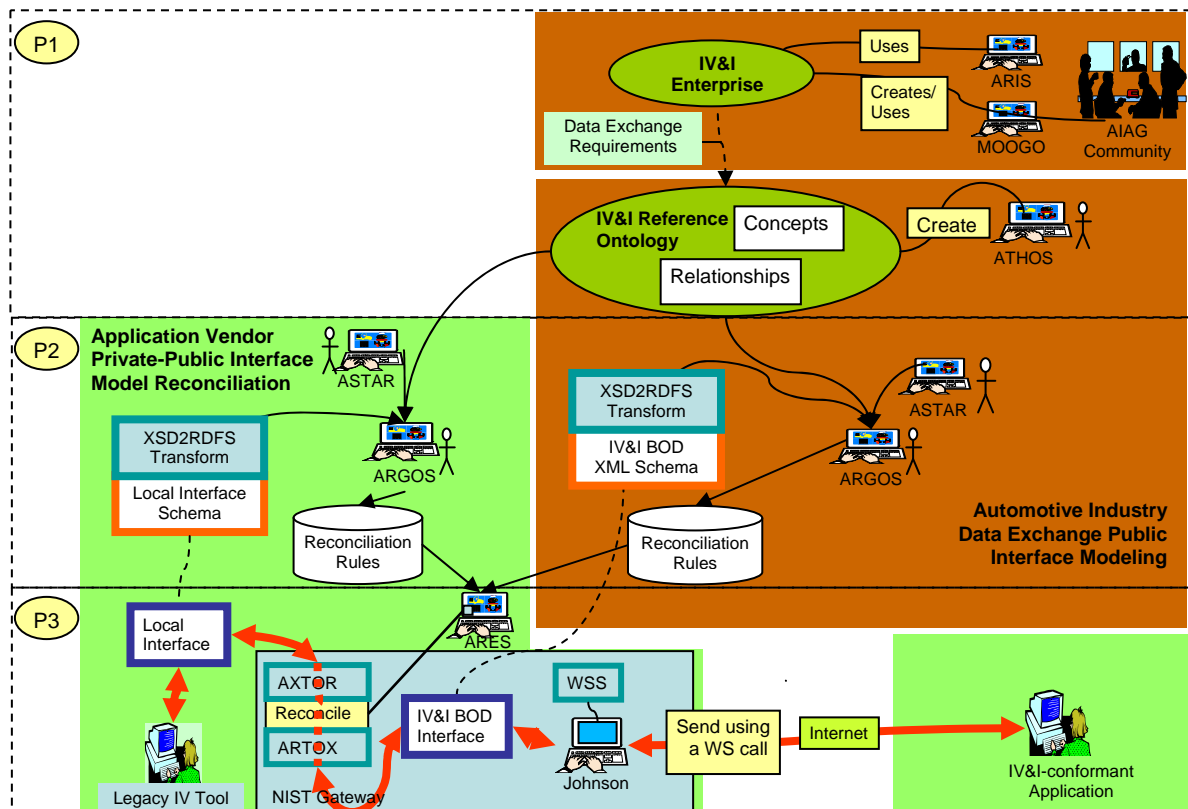 P1
IV&I
Enterprise
Uses
ARIS
Creates/
Uses
MOOGO
AIAG
Community
Data Exchange
Requirements
IV&I Reference
Ontology
Concepts
Relationships
Create
ATHOS
P2
Application Vendor
Private-Public Interface
Model Reconciliation
ASTAR
XSD2RDFS
Transform
Local Interface
Schema
ARGOS
Reconciliation
Rules
XSD2RDFS
Transform
IV&I BOD
XML Schema
ASTAR
ARGOS
Reconciliation
Rules
Automotive Industry
Data Exchange Public
Interface Modeling
P3
Local
Interface
ARES
AXTOR
Reconcile
ARTOX
IV&I BOD
Interface
WSS
Johnson
Send using
a WS call
Internet
IV&I-conformant
Application
Legacy IV Tool
NIST Gateway